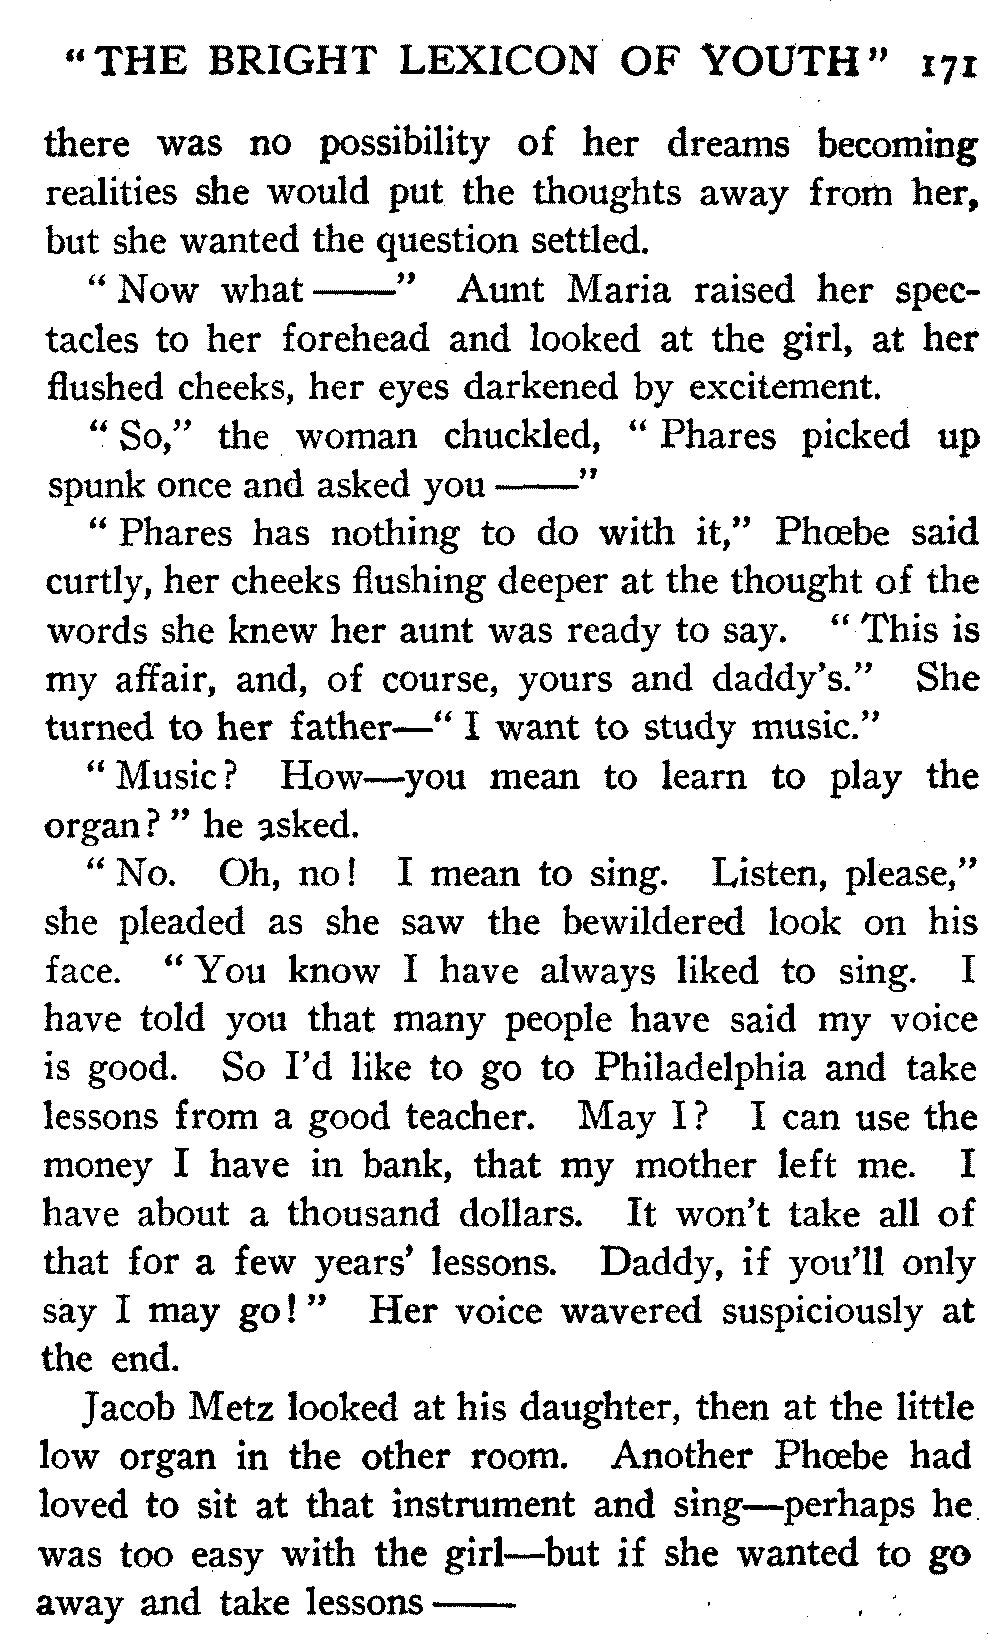 "THE BRIGHT LEXICON OF YOUTH" 171
there was no possibility of her dreams becoming
realities she would put the thoughts away from her,
but she wanted the question settled.
"Now what——" Aunt Maria raised her spec-
tacles to her forehead and looked at the girl, at her
flushed cheeks, her eyes darkened by excitement.
"So," the woman chuckled, "Phares picked up
spunk once and asked you——"
"Phares has nothing to do with it," Phœbe said
curtly, her cheeks flushing deeper at the thought of the
words she knew her aunt was ready to say. "This is
my affair, and, of course, yours and daddy's." She
turned to her father—"I want to study music."
"Music? How—you mean to learn to play the
organ?" he asked.
"No. Oh, no! I mean to sing. Listen, please,"
she pleaded as she saw the bewildered look on his
face. "You know I have always liked to sing. I
have told you that many people have said my voice
is good. So I'd like to go to Philadelphia and take
lessons from a good teacher. May I? I can use the
money I have in bank, that my mother left me. I
have about a thousand dollars. It won't take all of
that for a few years' lessons. Daddy, if you'll only
say I may go!" Her voice wavered suspiciously at
the end.
Jacob Metz looked at his daughter, then at the little
low organ in the other room. Another Phœbe had
loved to sit at that instrument and sing—perhaps he
was too easy with the girl—but if she wanted to go
away and take lessons——